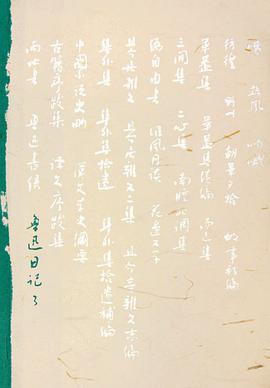 坟 热风 呐喊
彷徨 野草 朝花夕拾 故事新编
华盖集 华盖集续编 而已集
三闲集 二心集 南腔北调集
伪自由书 准风月谈 花边文学
且介亭杂文 且介亭杂文二集 且介亭杂文末编
集外集 集外集拾遗 集外集拾遗补编
中国小说史略 汉文学史纲要
古籍序跋集 译文序跋集
两地书 鲁迅书信
鲁迅日记 3